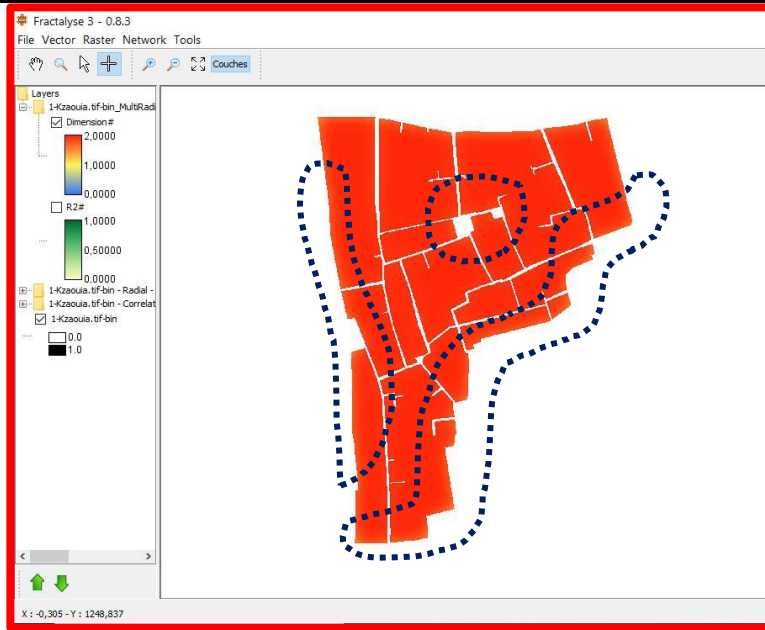 Fractalyse 3 - 0.8.3
File Vector Raster Network Tools
Couches
Layers
1-Kzaouia.tif-bin_MultiRadi
Dimension#
2,0000
1,0000
0,0000
R2#
1,0000
0,50000
0,0000
1-Kzaouia.tif-bin - Radial -
1-Kzaouia.tif-bin - Correlat
1-Kzaouia.tif-bin
0.0
1.0
X : -0,305 - Y : 1248,837